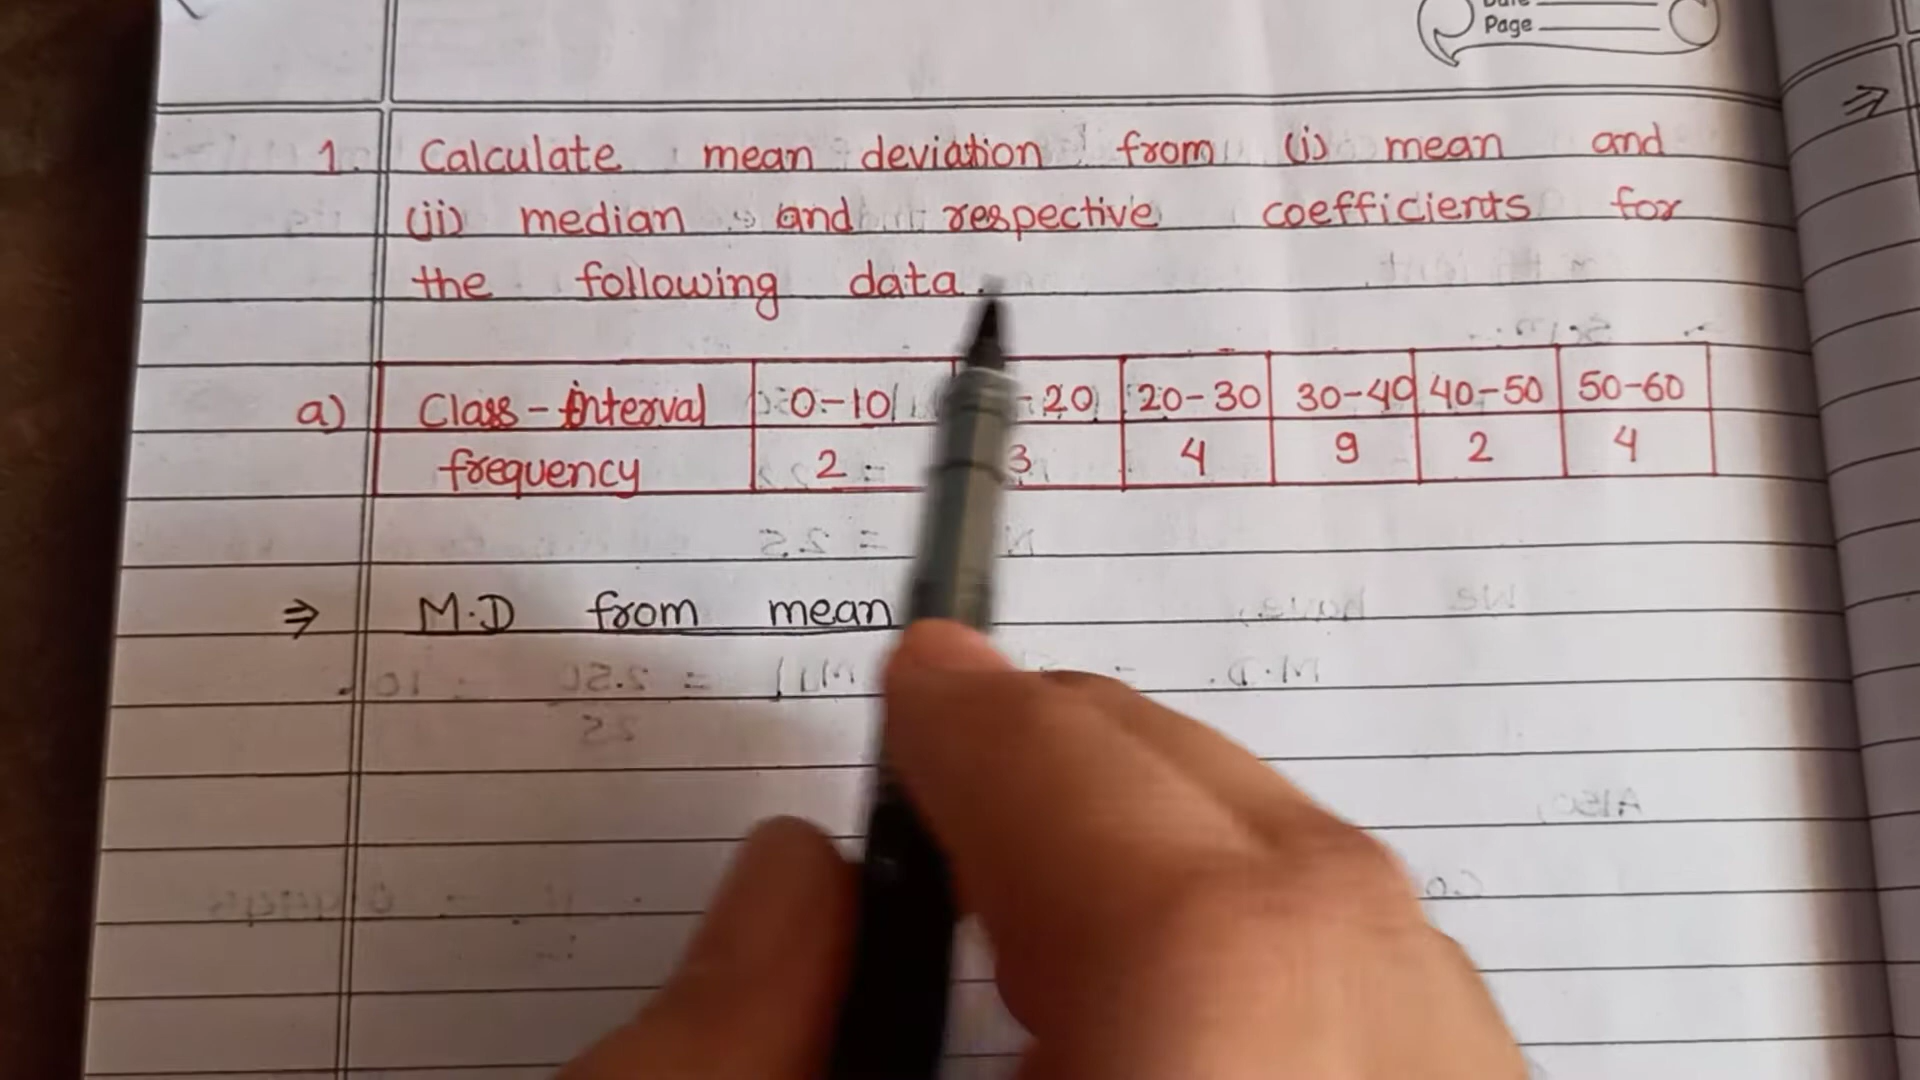 Page
1. Calculate mean deviation from (i) mean and
(ii) median and respective coefficients for
the following data.
a) Class-interval 0-10 -20 20-30 30-40 40-50 50-60
frequency 2 3 4 9 2 4
⇒ M.D from mean
⇒